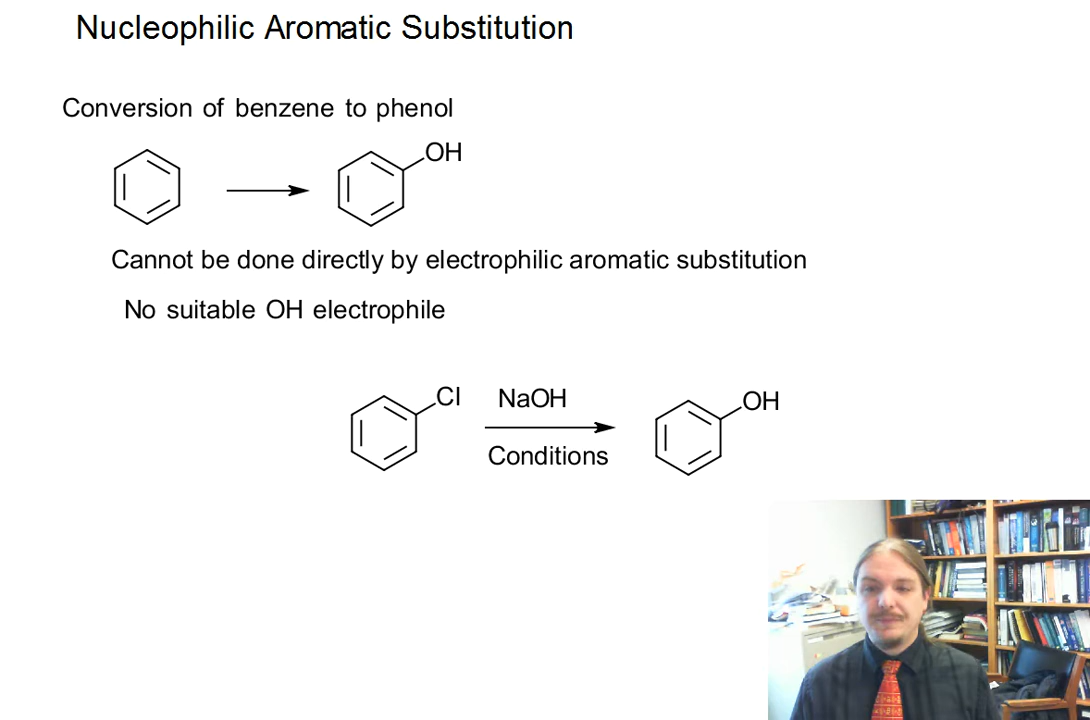 Nucleophilic Aromatic Substitution
Conversion of benzene to phenol
OH
Cannot be done directly by electrophilic aromatic substitution
No suitable OH electrophile
Cl
NaOH
Conditions
OH